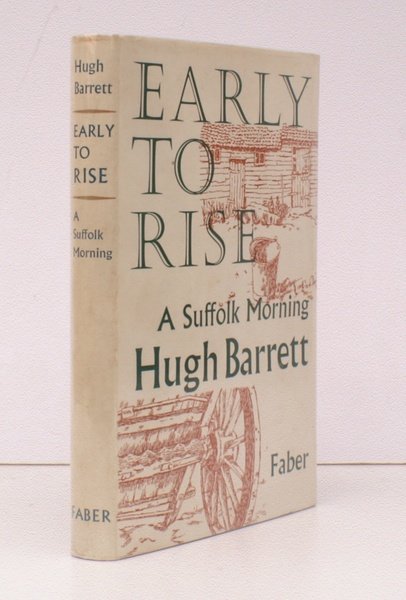 Hugh
Barrett
EARLY
TO
RISE
A
Suffolk
Morning
FABER
EARLY
TO
RISE
A Suffolk Morning
Hugh Barrett
Faber